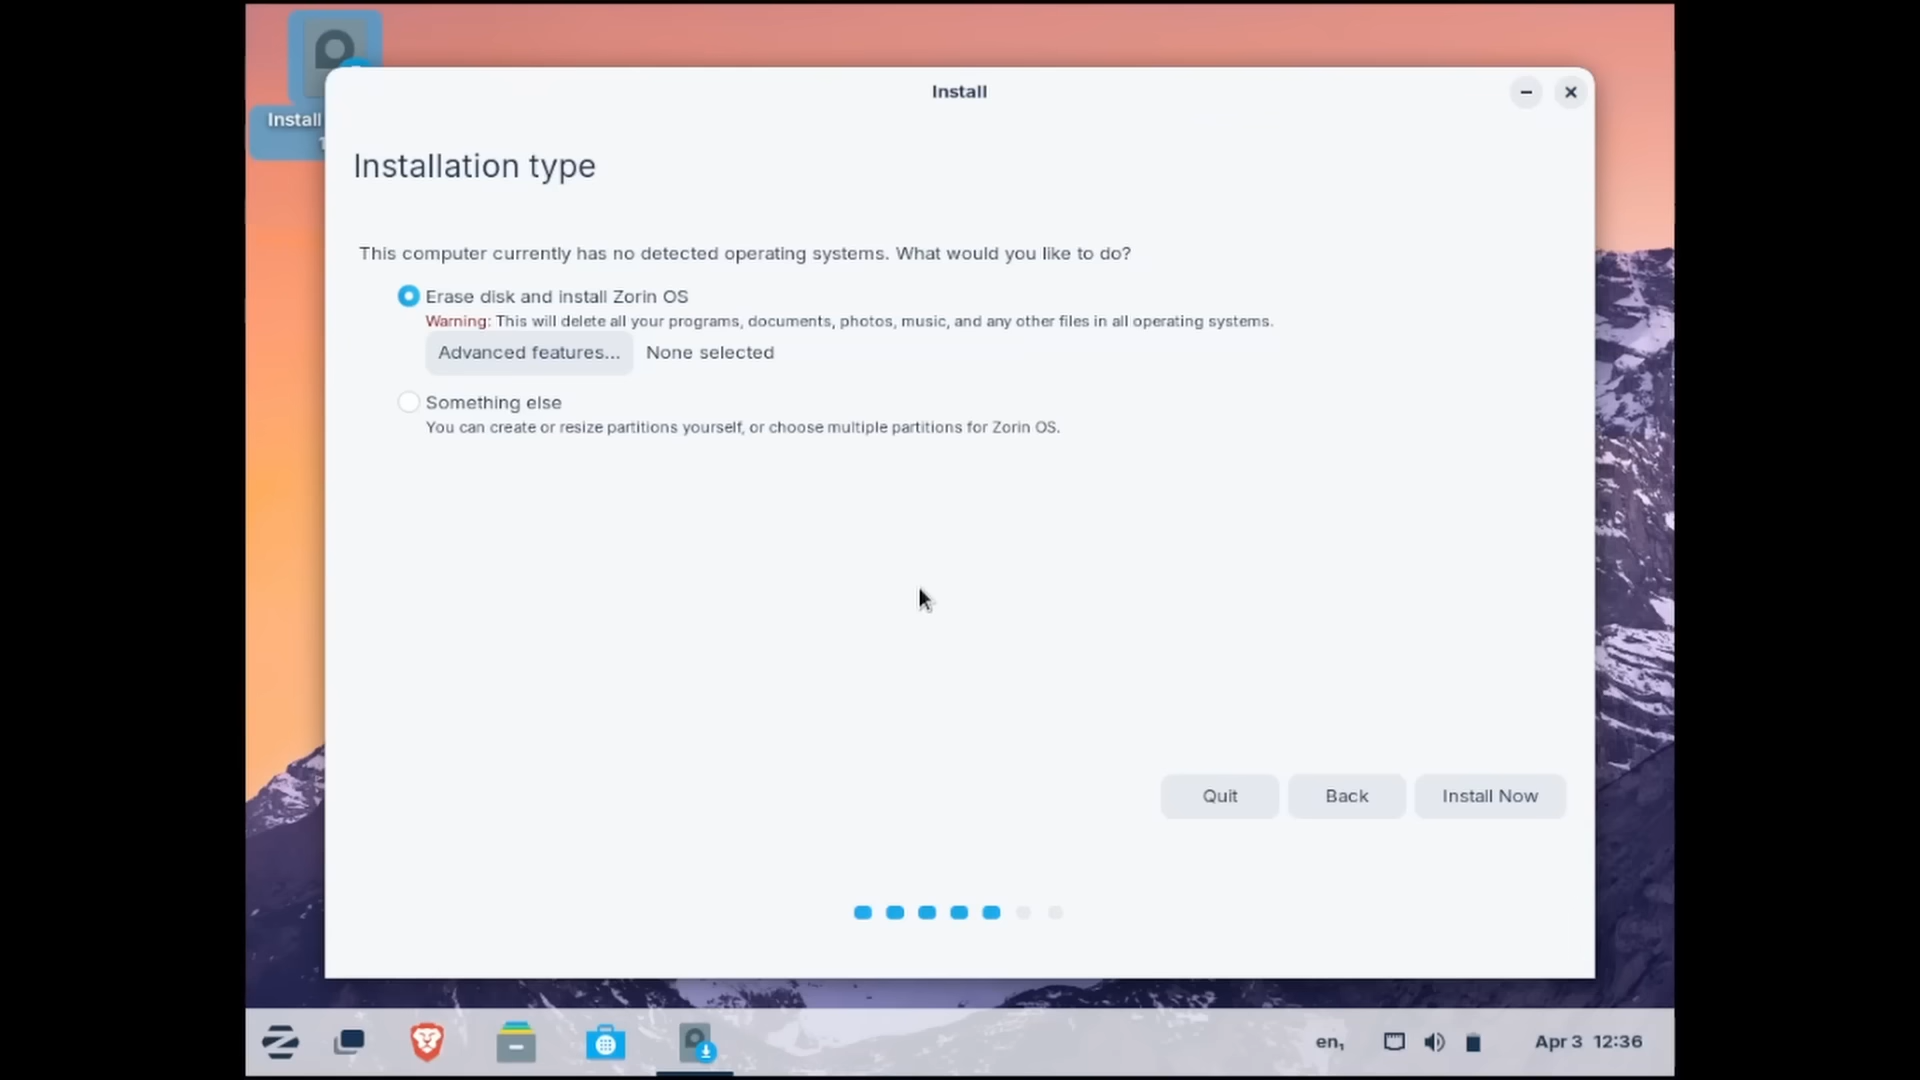 Install
Install
Installation type
This computer currently has no detected operating systems. What would you like to do?
Erase disk and install Zorin OS
Warning: This will delete all your programs, documents, photos, music, and any other files in all operating systems.
Advanced features... None selected
Something else
You can create or resize partitions yourself, or choose multiple partitions for Zorin OS.
Quit Back Install Now
en₁ Apr 3 12:36